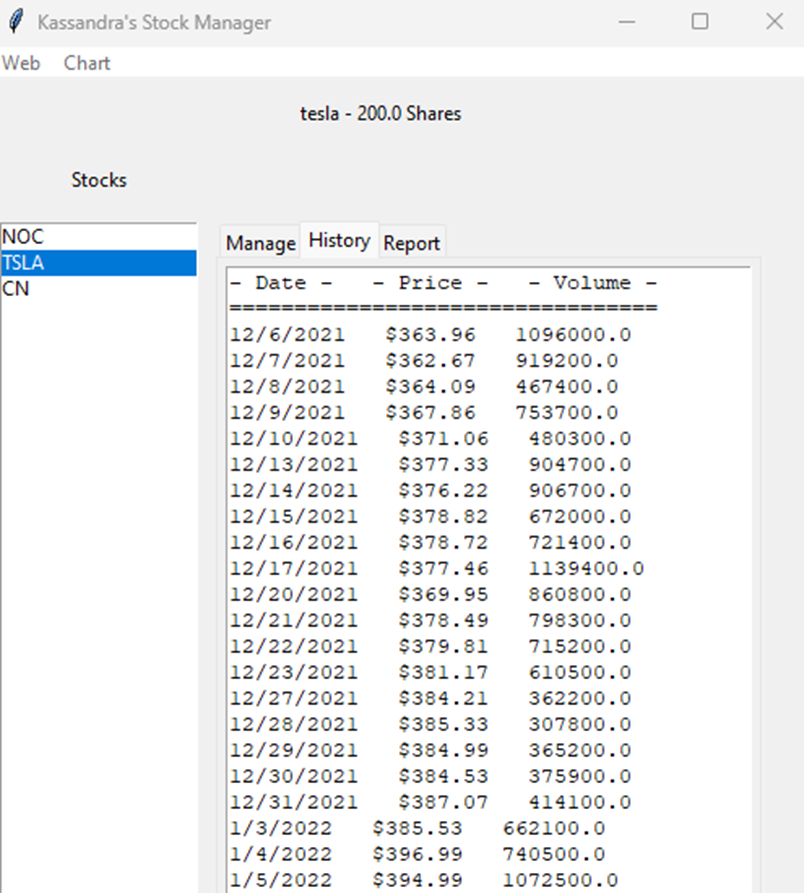 Kassandra's Stock Manager
Web Chart
tesla - 200.0 Shares
Stocks
NOC
TSLA
CN
Manage History Report
- Date - - Price - - Volume -
=================================
12/6/2021 $363.96 1096000.0
12/7/2021 $362.67 919200.0
12/8/2021 $364.09 467400.0
12/9/2021 $367.86 753700.0
12/10/2021 $371.06 480300.0
12/13/2021 $377.33 904700.0
12/14/2021 $376.22 906700.0
12/15/2021 $378.82 672000.0
12/16/2021 $378.72 721400.0
12/17/2021 $377.46 1139400.0
12/20/2021 $369.95 860800.0
12/21/2021 $378.49 798300.0
12/22/2021 $379.81 715200.0
12/23/2021 $381.17 610500.0
12/27/2021 $384.21 362200.0
12/28/2021 $385.33 307800.0
12/29/2021 $384.99 365200.0
12/30/2021 $384.53 375900.0
12/31/2021 $387.07 414100.0
1/3/2022 $385.53 662100.0
1/4/2022 $396.99 740500.0
1/5/2022 $394.99 1072500.0